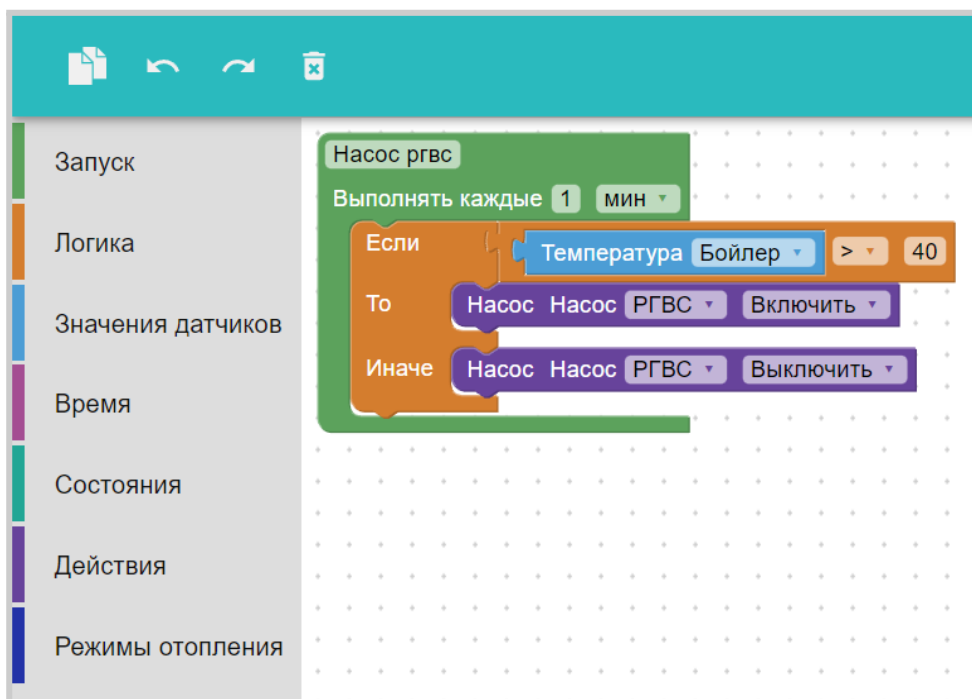 Запуск
Логика
Значения датчиков
Время
Состояния
Действия
Режимы отопления
Насос ргвс
Выполнять каждые 1 мин
Если Температура Бойлер > 40
То Насос Насос РГВС Включить
Иначе Насос Насос РГВС Выключить